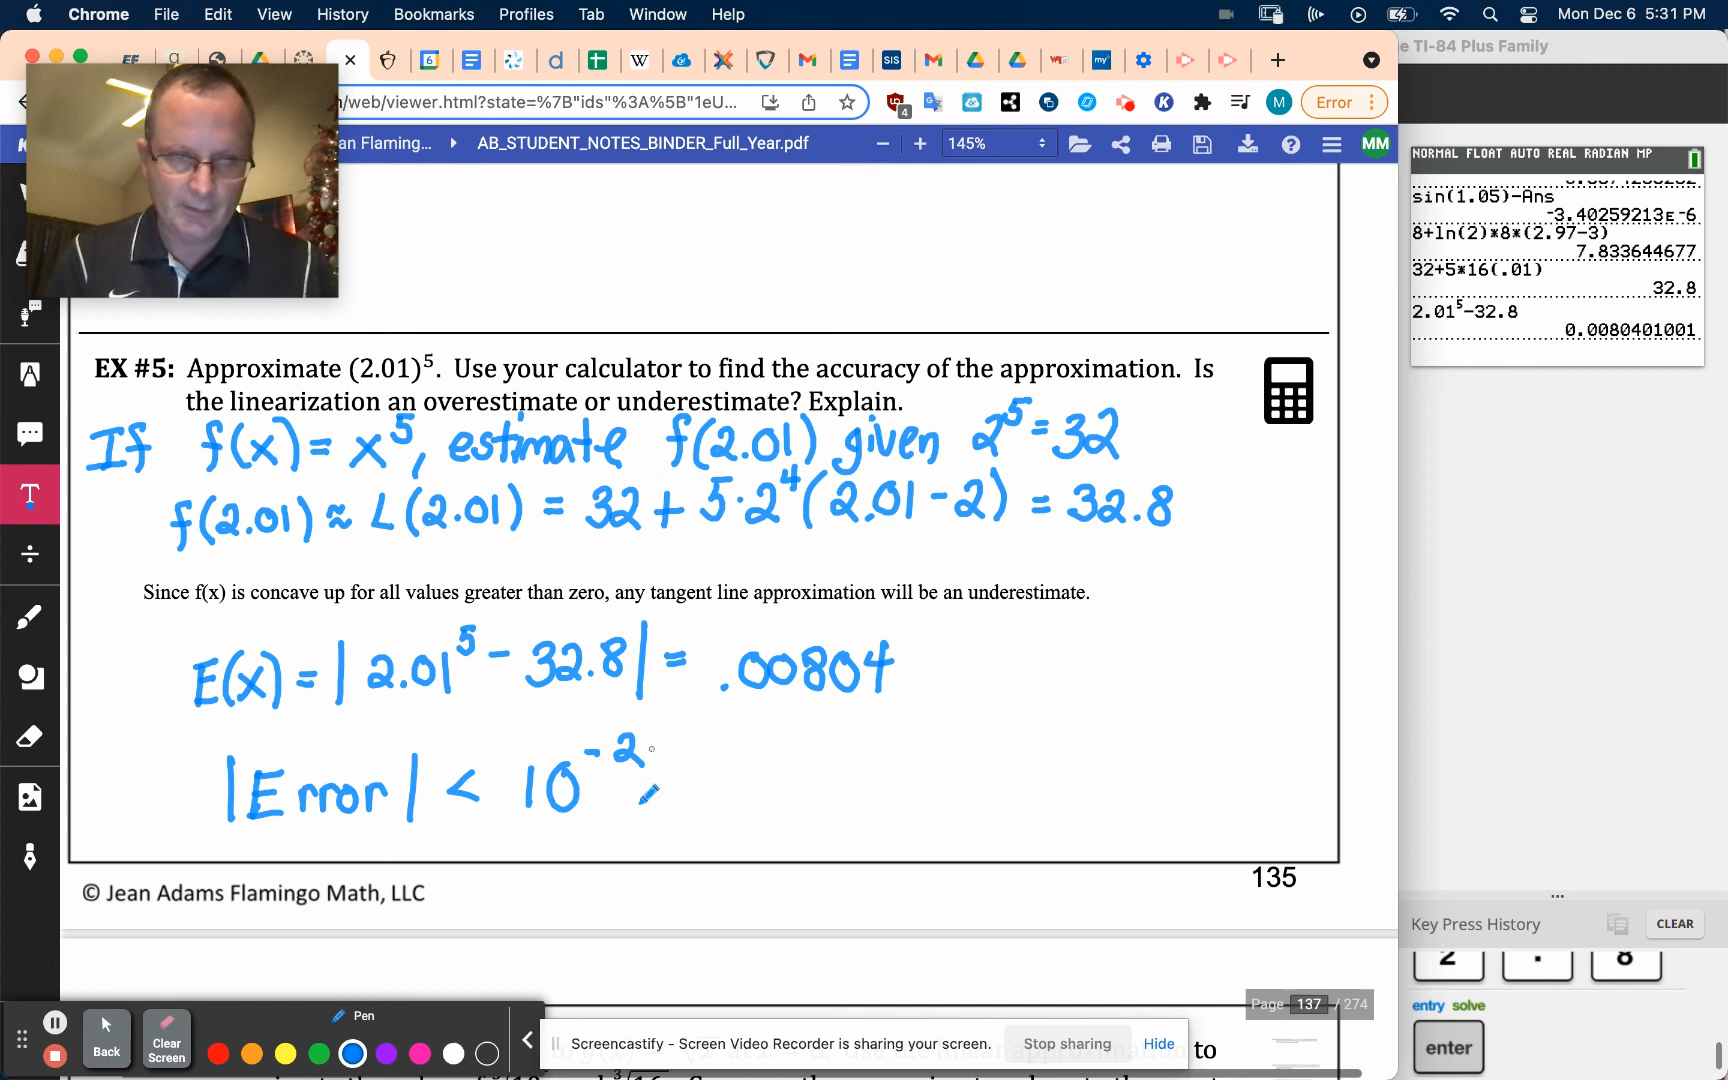 Chrome File Edit View History Bookmarks Profiles Tab Window Help Mon Dec 6 5:31 PM
e TI-84 Plus Family
/web/viewer.html?state=%7B"ids"%3A%5B"1eU...
Error
an Flaming... AB_STUDENT_NOTES_BINDER_Full_Year.pdf
145%
MM
NORMAL FLOAT AUTO REAL RADIAN MP
sin(1.05)-Ans
-3.40259213E-6
8+ln(2)*8*(2.97-3)
7.833644677
32+5*16(.01)
32.8
2.01⁵-32.8
0.0080401001
EX #5: Approximate (2.01)⁵. Use your calculator to find the accuracy of the approximation. Is
the linearization an overestimate or underestimate? Explain.
If f(x) = x⁵, estimate f(2.01) given 2⁵ = 32
f(2.01) ≈ L(2.01) = 32 + 5·2⁴(2.01 - 2) = 32.8
Since f(x) is concave up for all values greater than zero, any tangent line approximation will be an underestimate.
E(x) = |2.01⁵ - 32.8| = .00804
|Error| < 10⁻²
135
© Jean Adams Flamingo Math, LLC
Key Press History CLEAR
2 . 8
entry solve
enter
Page 137 / 274
Pen
Back
Clear Screen
Screencastify - Screen Video Recorder is sharing your screen. Stop sharing Hide
to